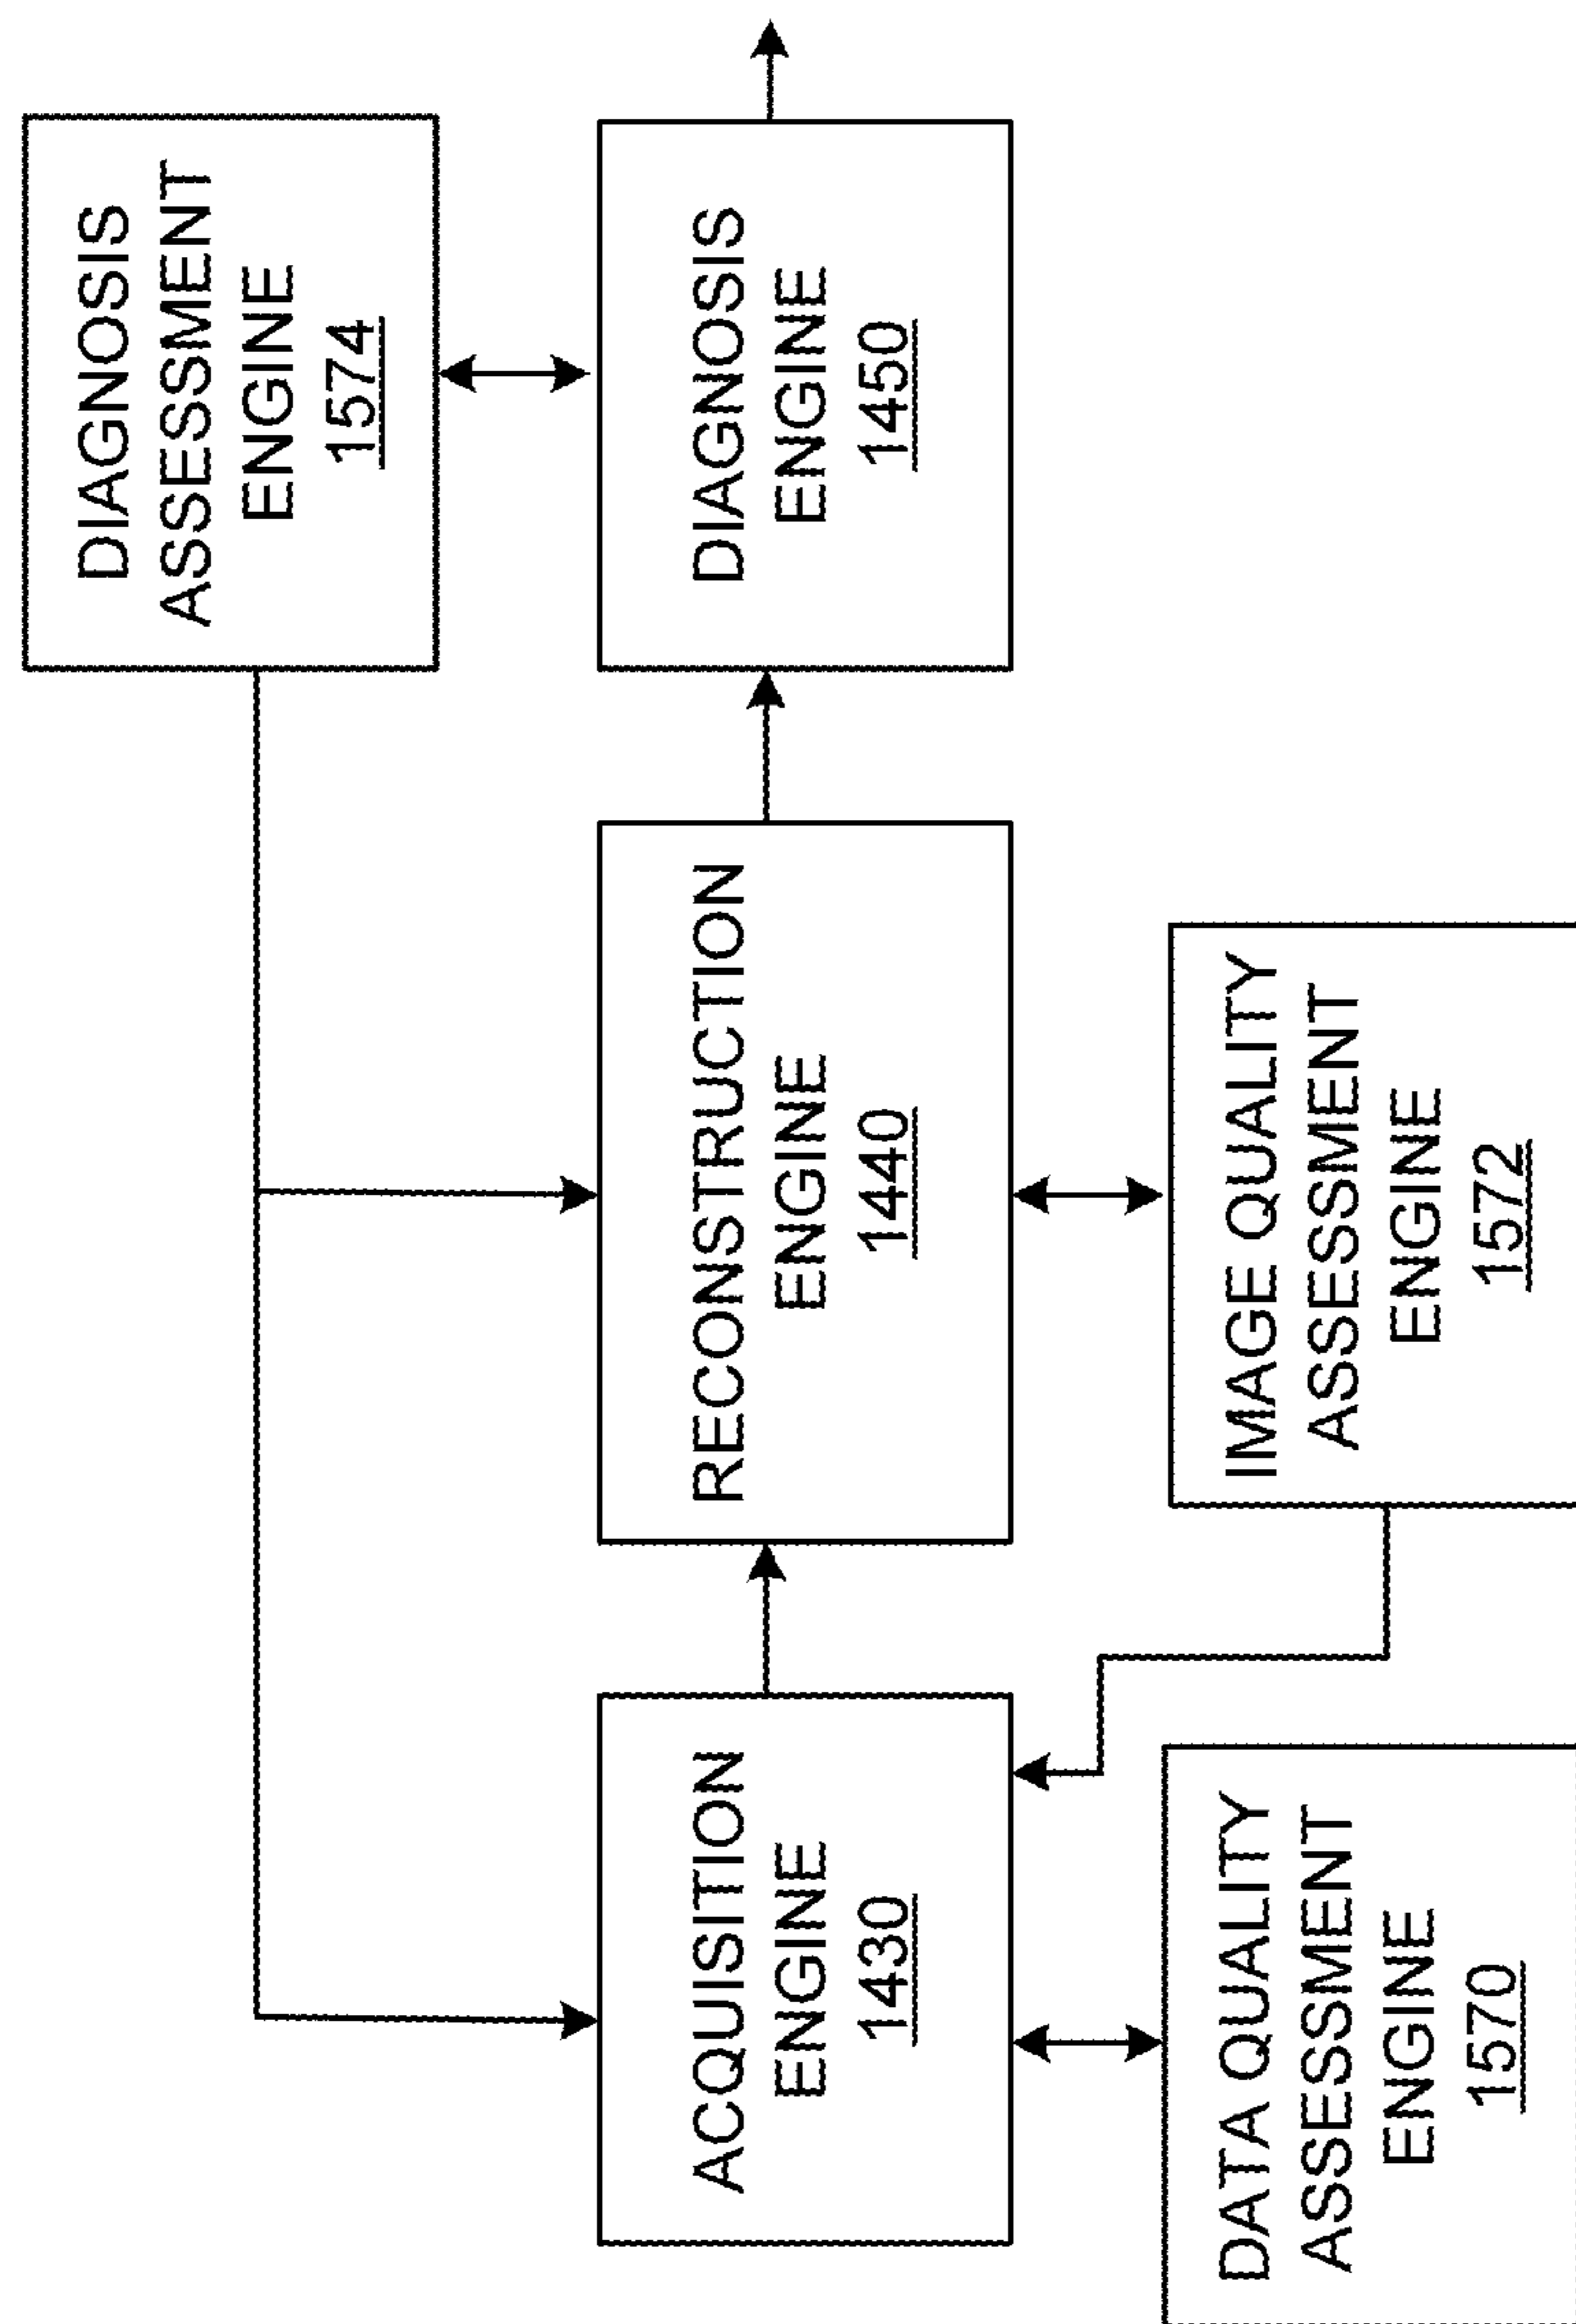 DIAGNOSIS
ASSESSMENT
ENGINE
1574
ACQUISITION
ENGINE
1430
RECONSTRUCTION
ENGINE
1440
DIAGNOSIS
ENGINE
1450
DATA QUALITY
ASSESSMENT
ENGINE
1570
IMAGE QUALITY
ASSESSMENT
ENGINE
1572